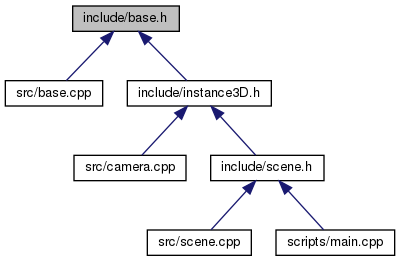 include/base.h
src/base.cpp
include/instance3D.h
src/camera.cpp
include/scene.h
src/scene.cpp
scripts/main.cpp